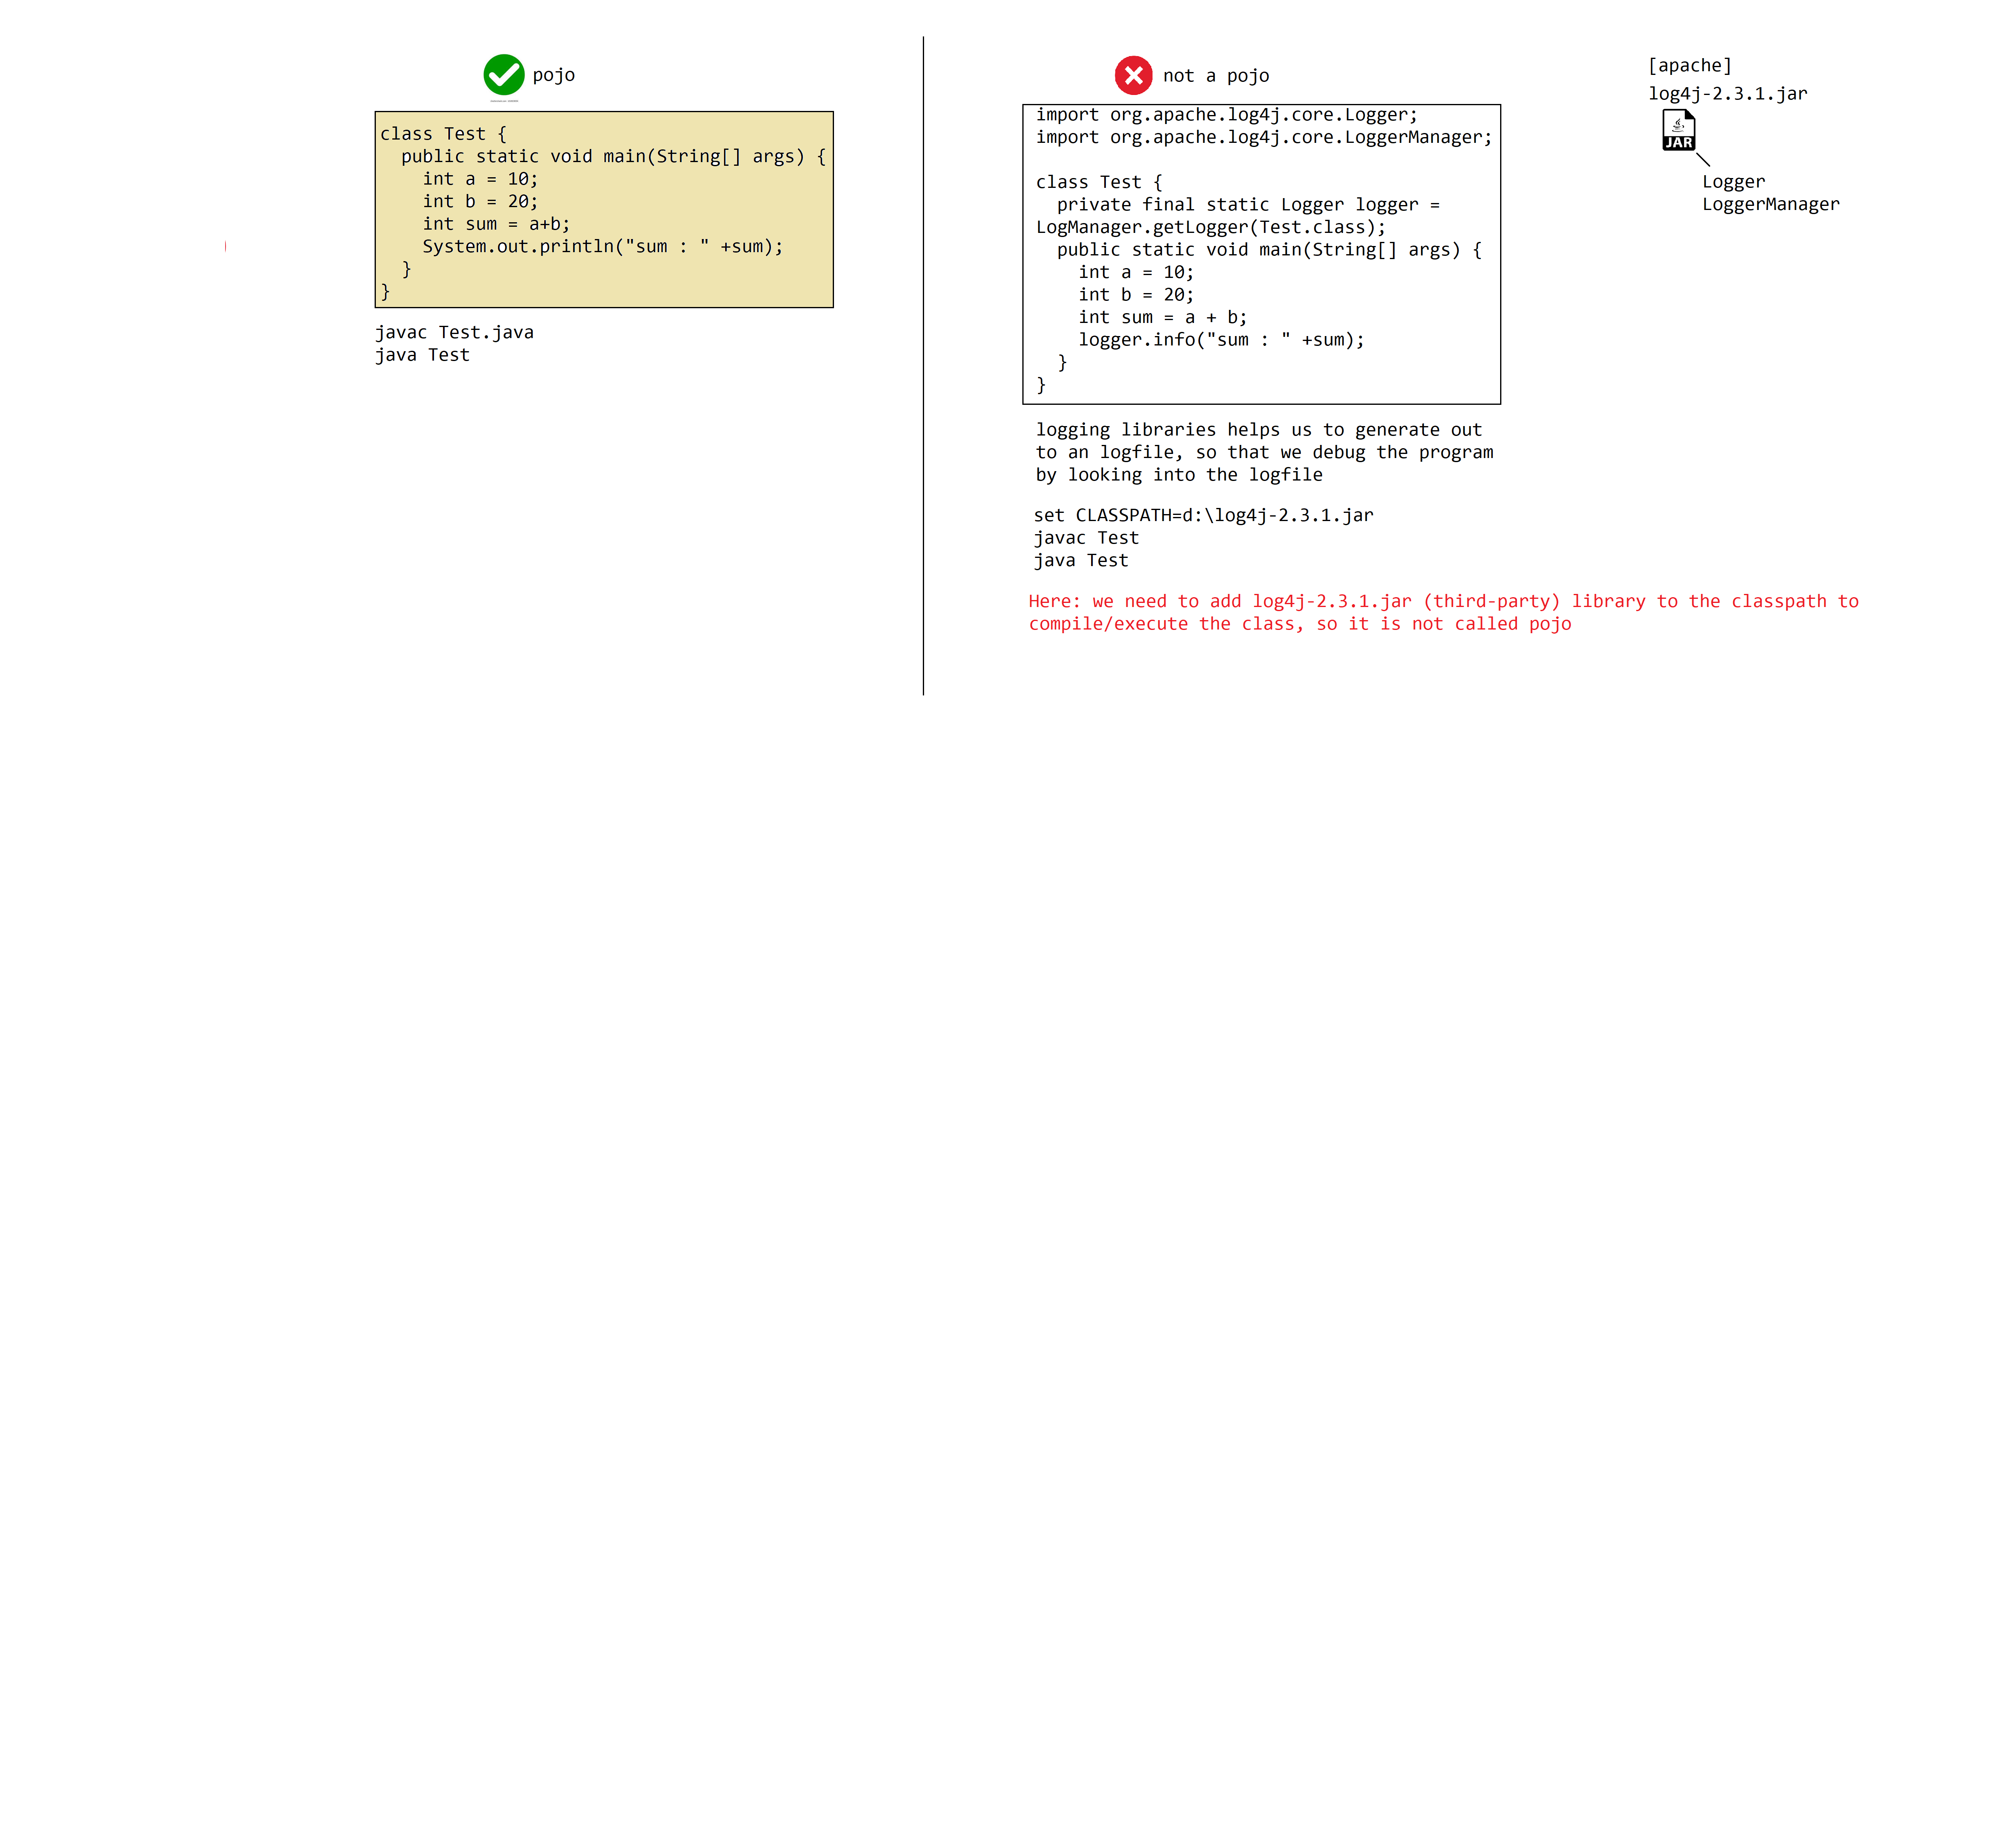 pojo
class Test {
  public static void main(String[] args) {
    int a = 10;
    int b = 20;
    int sum = a+b;
    System.out.println("sum : " +sum);
  }
}
javac Test.java
java Test
not a pojo
import org.apache.log4j.core.Logger;
import org.apache.log4j.core.LoggerManager;
class Test {
  private final static Logger logger =
LogManager.getLogger(Test.class);
  public static void main(String[] args) {
    int a = 10;
    int b = 20;
    int sum = a + b;
    logger.info("sum : " +sum);
  }
}
logging libraries helps us to generate out
to an logfile, so that we debug the program
by looking into the logfile
set CLASSPATH=d:\log4j-2.3.1.jar
javac Test
java Test
Here: we need to add log4j-2.3.1.jar (third-party) library to the classpath to
compile/execute the class, so it is not called pojo
[apache]
log4j-2.3.1.jar
JAR
Logger
LoggerManager